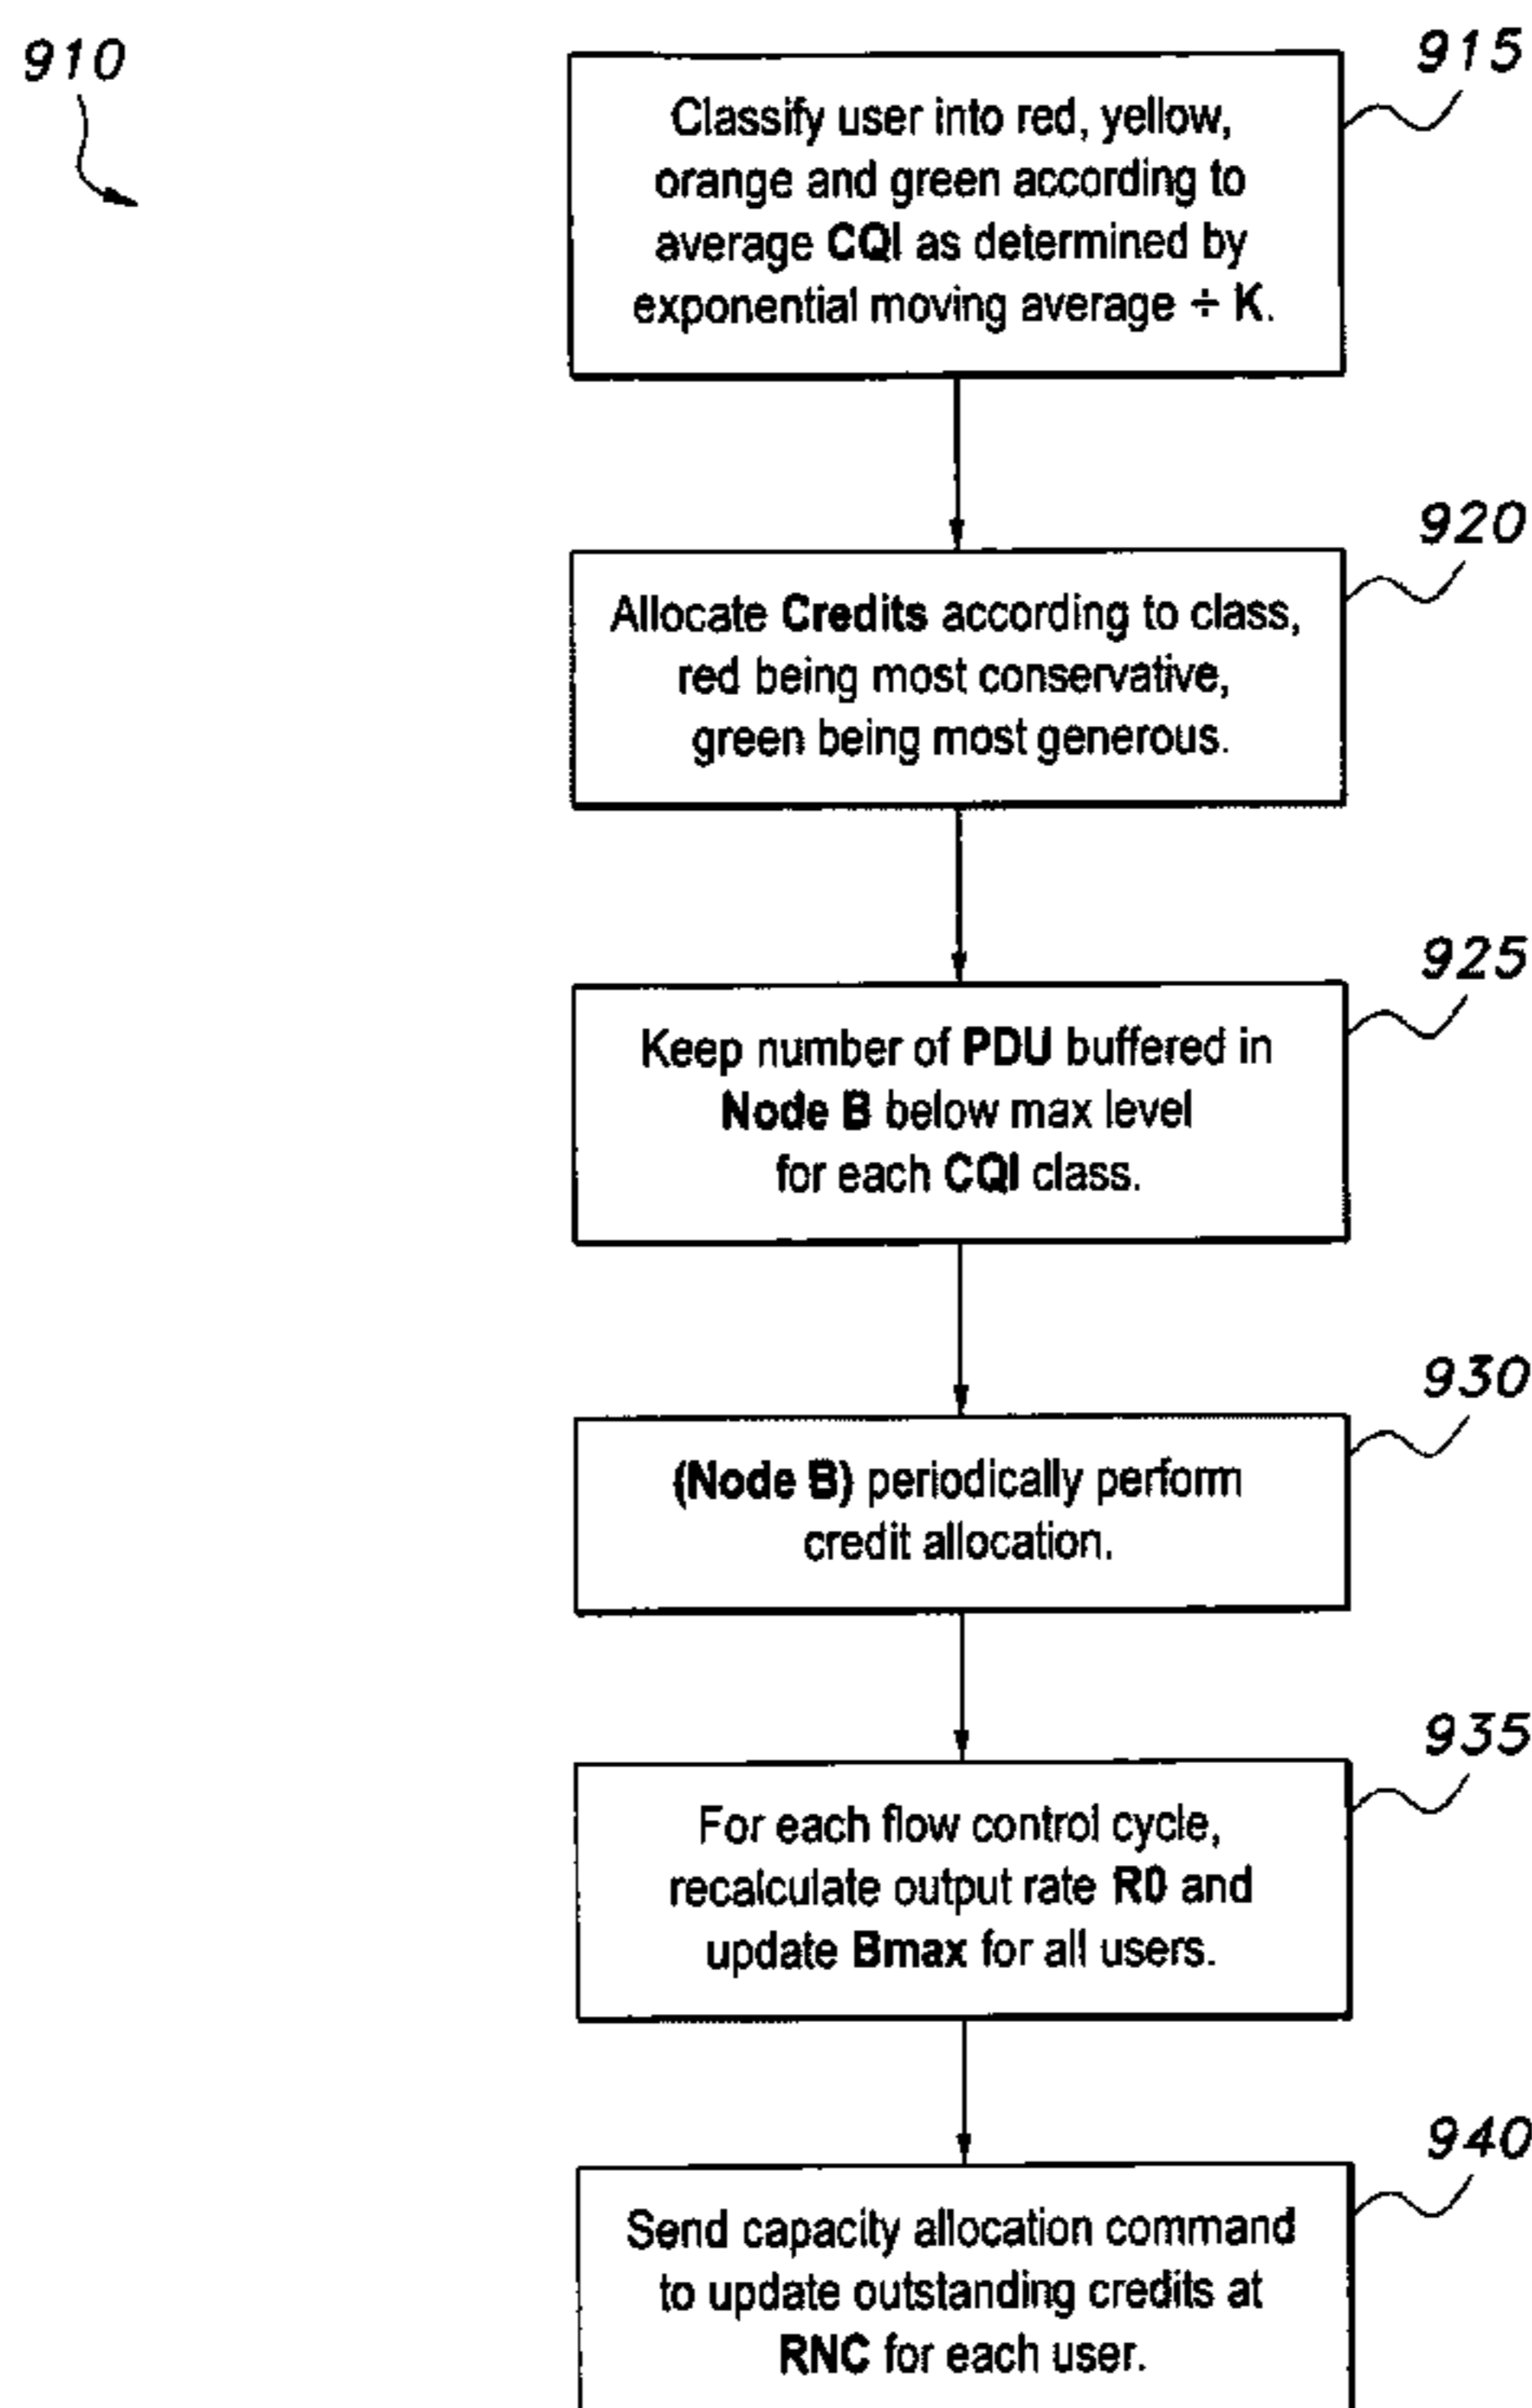 910
915
Classify user into red, yellow,
orange and green according to
average CQI as determined by
exponential moving average ÷ K.
920
Allocate Credits according to class,
red being most conservative,
green being most generous.
925
Keep number of PDU buffered in
Node B below max level
for each CQI class.
930
(Node B) periodically perform
credit allocation.
935
For each flow control cycle,
recalculate output rate R0 and
update Bmax for all users.
940
Send capacity allocation command
to update outstanding credits at
RNC for each user.